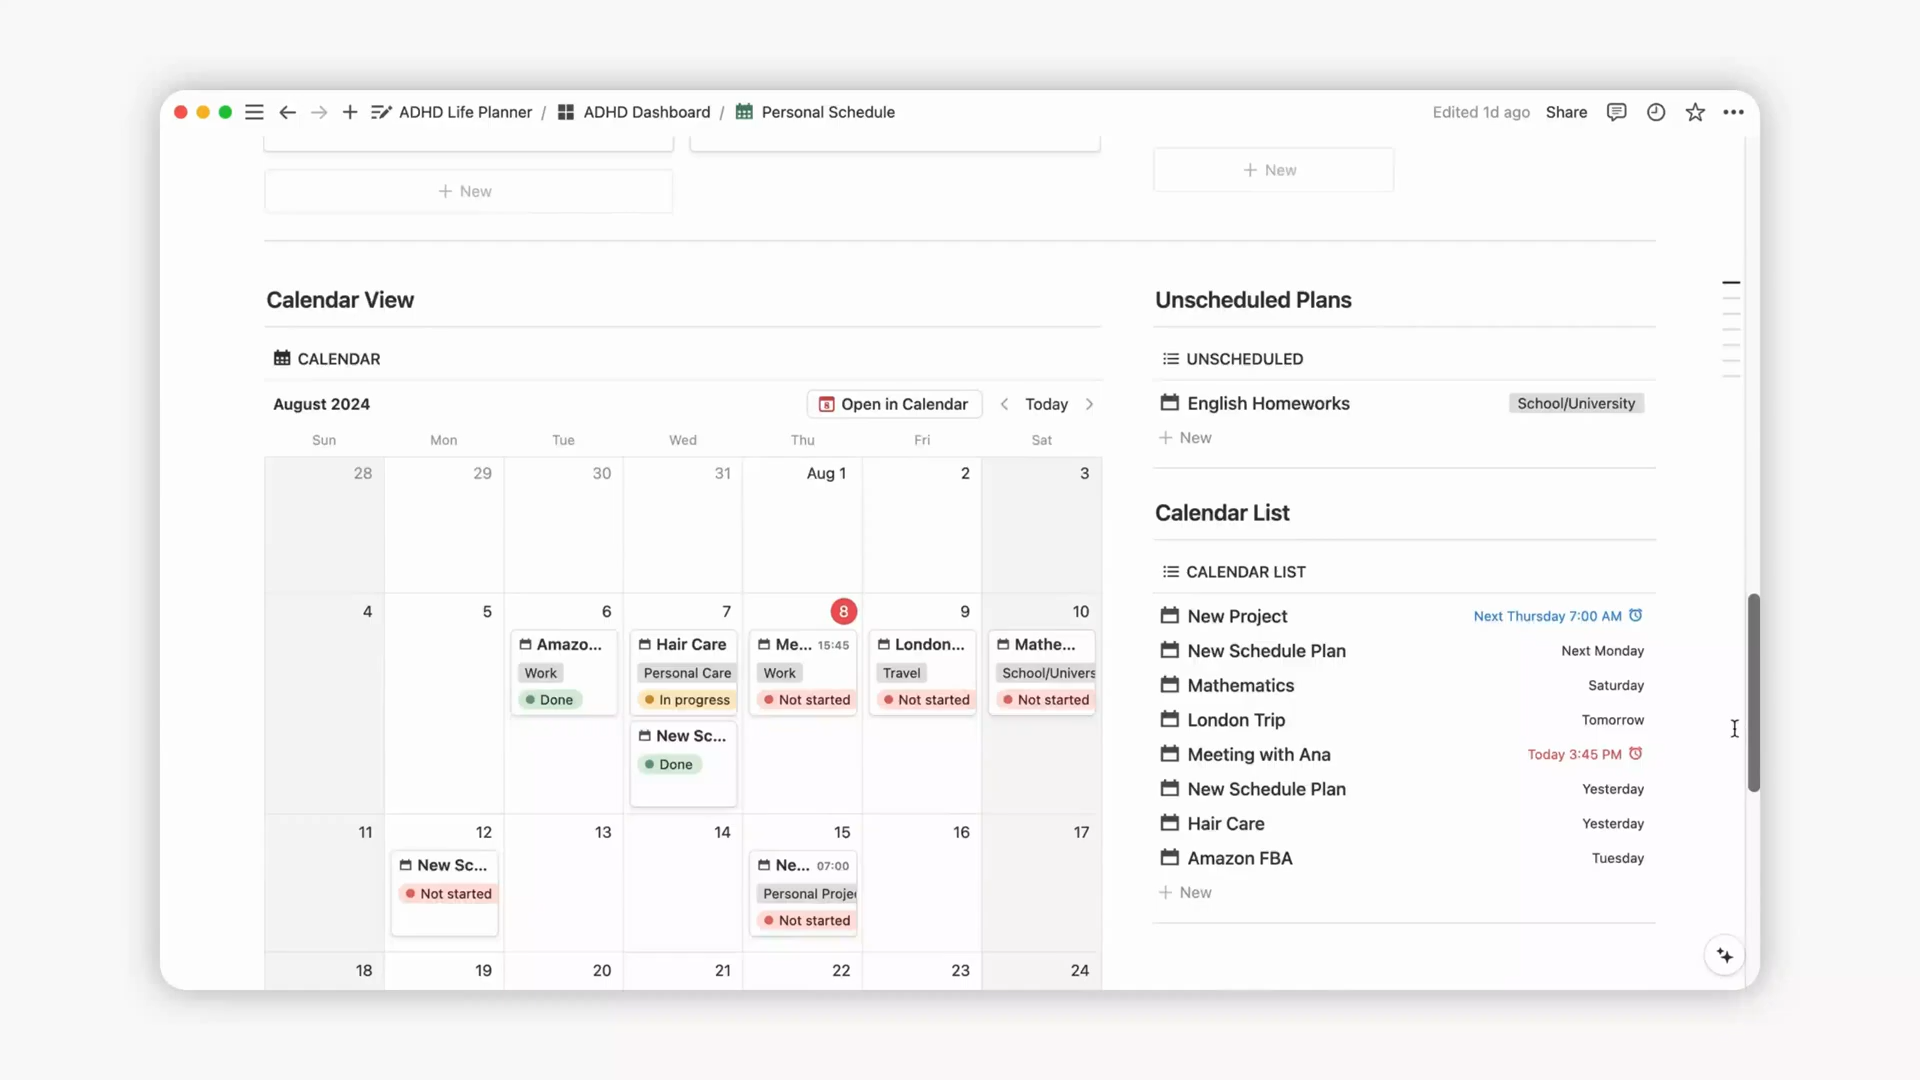 ADHD Life Planner / ADHD Dashboard / Personal Schedule
Edited 1d ago Share
+ New
+ New
Calendar View
CALENDAR
August 2024
8 Open in Calendar
< Today >
Sun Mon Tue Wed Thu Fri Sat
28 29 30 31 Aug 1 2 3
4 5 6 7 8 9 10
Amazo...
Work
Done
Hair Care
Personal Care
In progress
New Sc...
Done
Me... 15:45
Work
Not started
London...
Travel
Not started
Mathe...
School/Univers
Not started
11 12 13 14 15 16 17
New Sc...
Not started
Ne... 07:00
Personal Proje
Not started
18 19 20 21 22 23 24
Unscheduled Plans
UNSCHEDULED
English Homeworks School/University
+ New
Calendar List
CALENDAR LIST
New Project Next Thursday 7:00 AM
New Schedule Plan Next Monday
Mathematics Saturday
London Trip Tomorrow
Meeting with Ana Today 3:45 PM
New Schedule Plan Yesterday
Hair Care Yesterday
Amazon FBA Tuesday
+ New